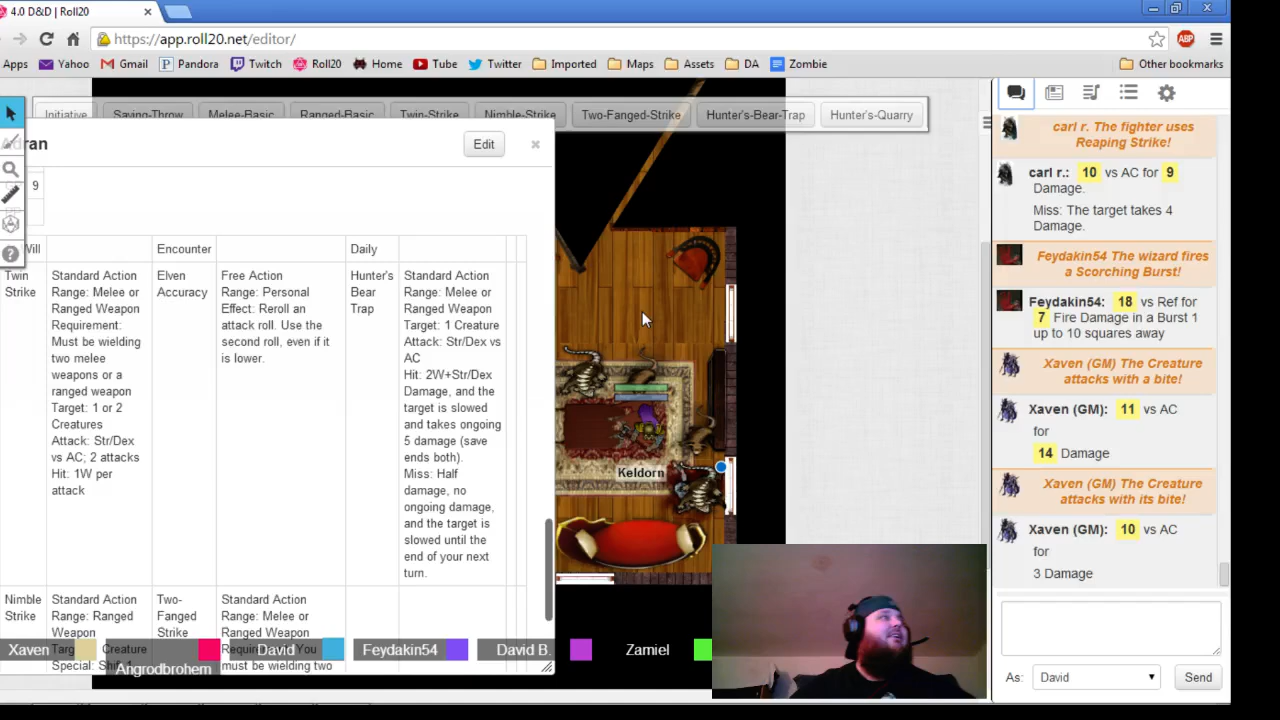 4.0 D&D | Roll20
https://app.roll20.net/editor/
ABP
Apps Yahoo Gmail Pandora Twitch Roll20 Home Tube Twitter Imported Maps Assets DA Zombie Other bookmarks
Initiative Saving-Throw Melee-Basic Ranged-Basic Twin-Strike Nimble-Strike Two-Fanged-Strike Hunter's-Bear-Trap Hunter's-Quarry
Edit
9
Encounter
Daily
Twin
Strike
Standard Action
Range: Melee or
Ranged Weapon
Requirement:
Must be wielding
two melee
weapons or a
ranged weapon
Target: 1 or 2
Creatures
Attack: Str/Dex
vs AC; 2 attacks
Hit: 1W per
attack
Elven
Accuracy
Free Action
Range: Personal
Effect: Reroll an
attack roll. Use the
second roll, even if it
is lower.
Hunter's
Bear
Trap
Standard Action
Range: Melee or
Ranged Weapon
Target: 1 Creature
Attack: Str/Dex vs
AC
Hit: 2W+Str/Dex
Damage, and the
target is slowed
and takes ongoing
5 damage (save
ends both).
Miss: Half
damage, no
ongoing damage,
and the target is
slowed until the
end of your next
turn.
Nimble
Strike
Standard Action
Range: Ranged
Weapon
Creature
Special: Shift 1
Two-
Fanged
Strike
Standard Action
Range: Melee or
Ranged Weapon
You
must be wielding two
Keldorn
Xaven
Angrodbrohem
David
Feydakin54
David B.
Zamiel
carl r. The fighter uses
Reaping Strike!
carl r.: 10 vs AC for 9
Damage.
Miss: The target takes 4
Damage.
Feydakin54 The wizard fires
a Scorching Burst!
Feydakin54: 18 vs Ref for
7 Fire Damage in a Burst 1
up to 10 squares away
Xaven (GM) The Creature
attacks with a bite!
Xaven (GM): 11 vs AC
for
14 Damage
Xaven (GM) The Creature
attacks with its bite!
Xaven (GM): 10 vs AC
for
3 Damage
As: David Send